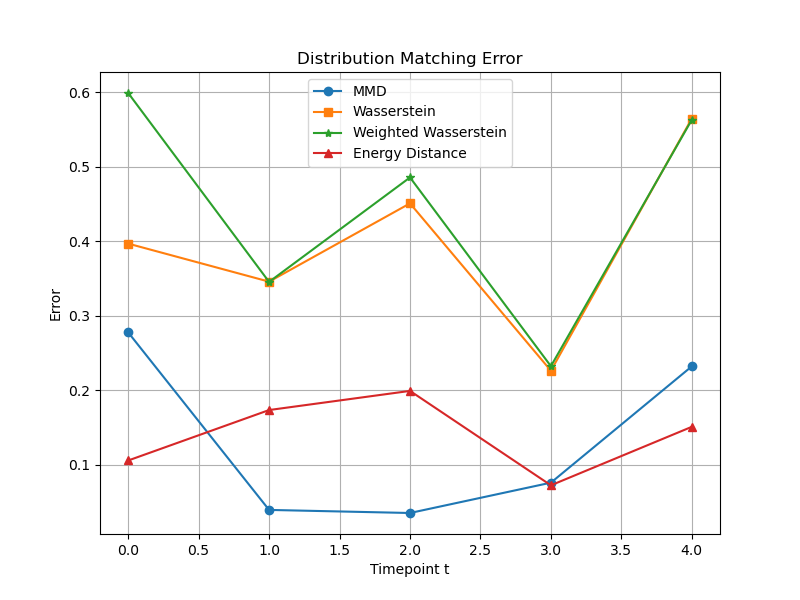 Distribution Matching Error
MMD
Wasserstein
Weighted Wasserstein
Energy Distance
Error
0.6
0.5
0.4
0.3
0.2
0.1
0.0 0.5 1.0 1.5 2.0 2.5 3.0 3.5 4.0
Timepoint t